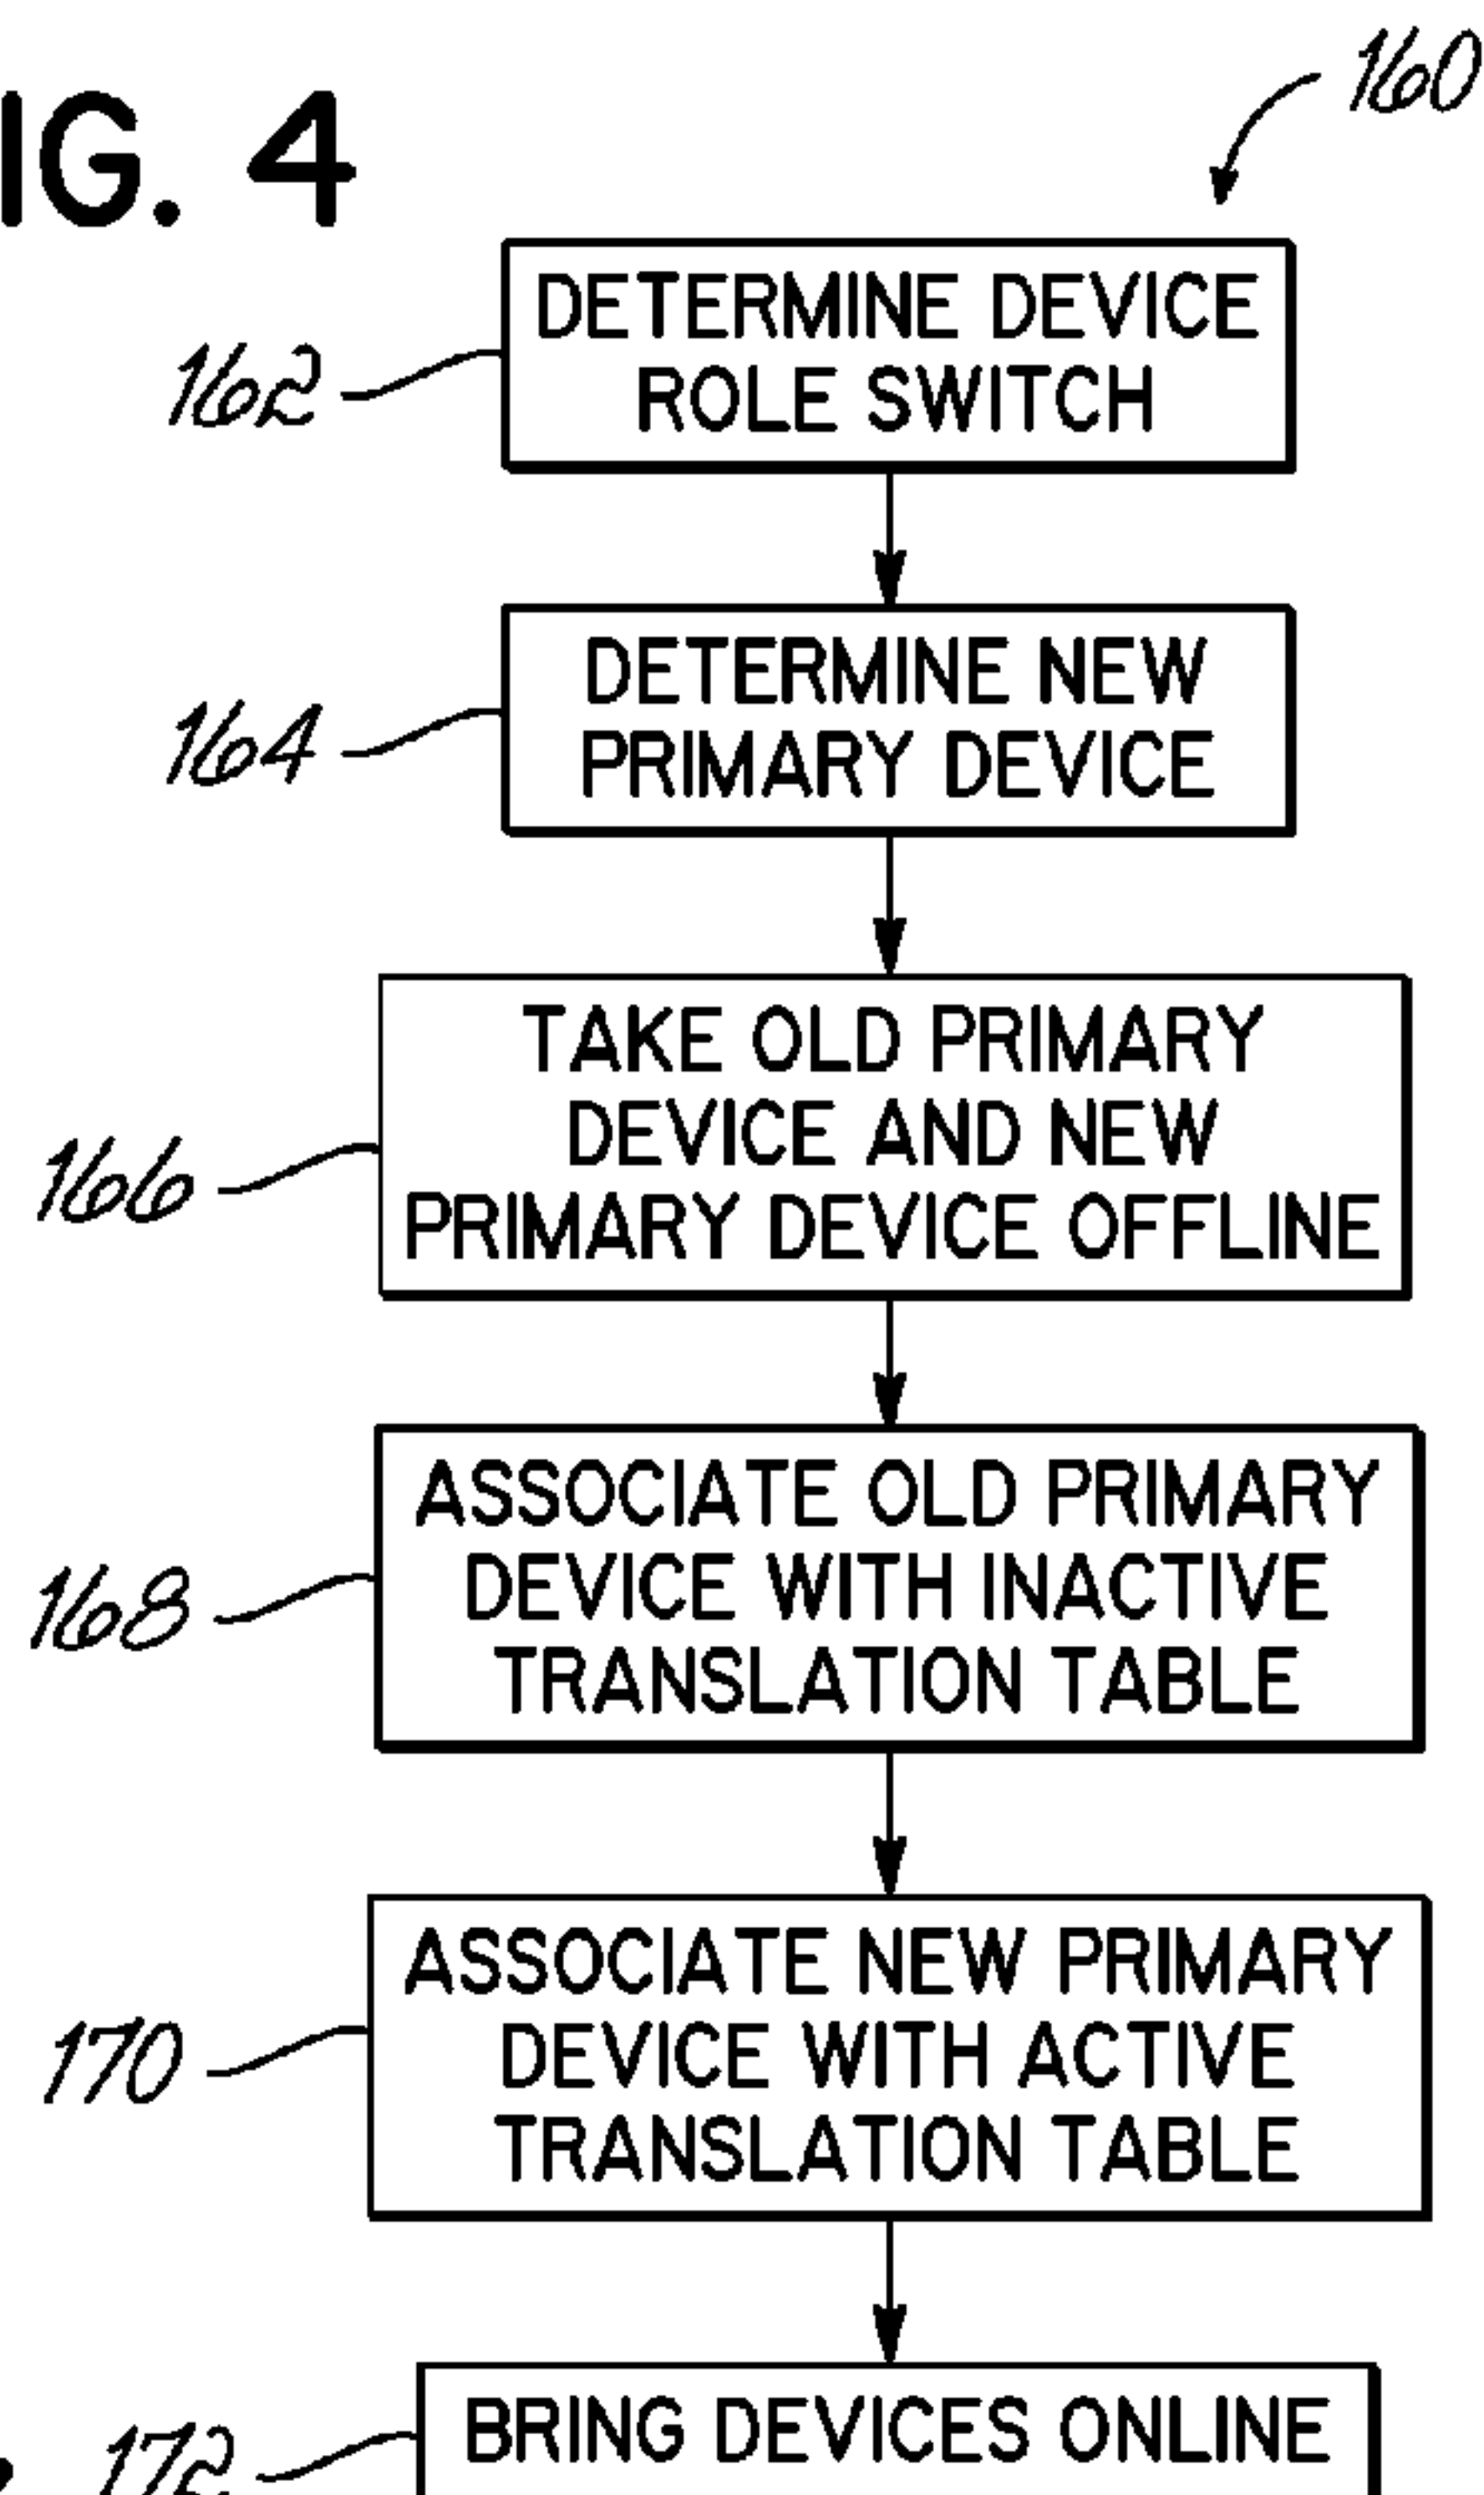 IG. 4
160
162
DETERMINE DEVICE
ROLE SWITCH
164
DETERMINE NEW
PRIMARY DEVICE
166
TAKE OLD PRIMARY
DEVICE AND NEW
PRIMARY DEVICE OFFLINE
168
ASSOCIATE OLD PRIMARY
DEVICE WITH INACTIVE
TRANSLATION TABLE
170
ASSOCIATE NEW PRIMARY
DEVICE WITH ACTIVE
TRANSLATION TABLE
172
BRING DEVICES ONLINE